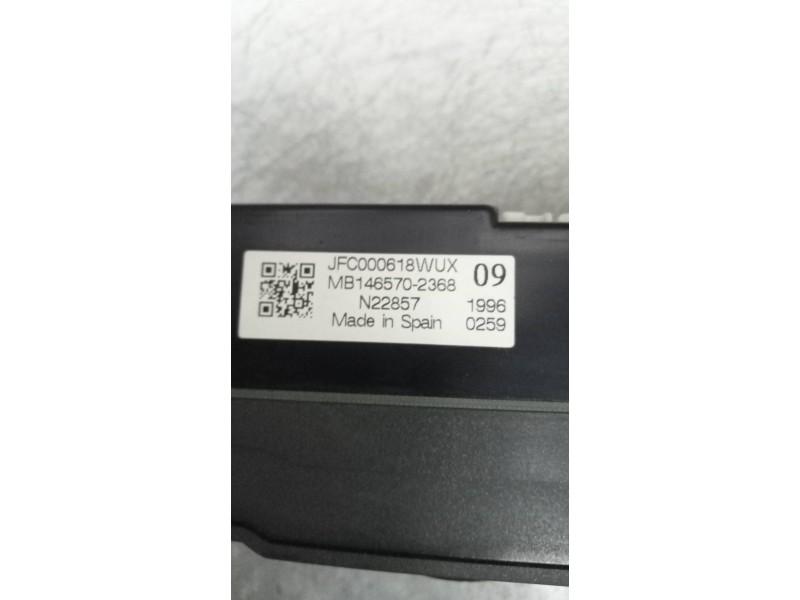 JFC000618WUX
MB146570-2368 09
N22857 1996
Made in Spain 0259